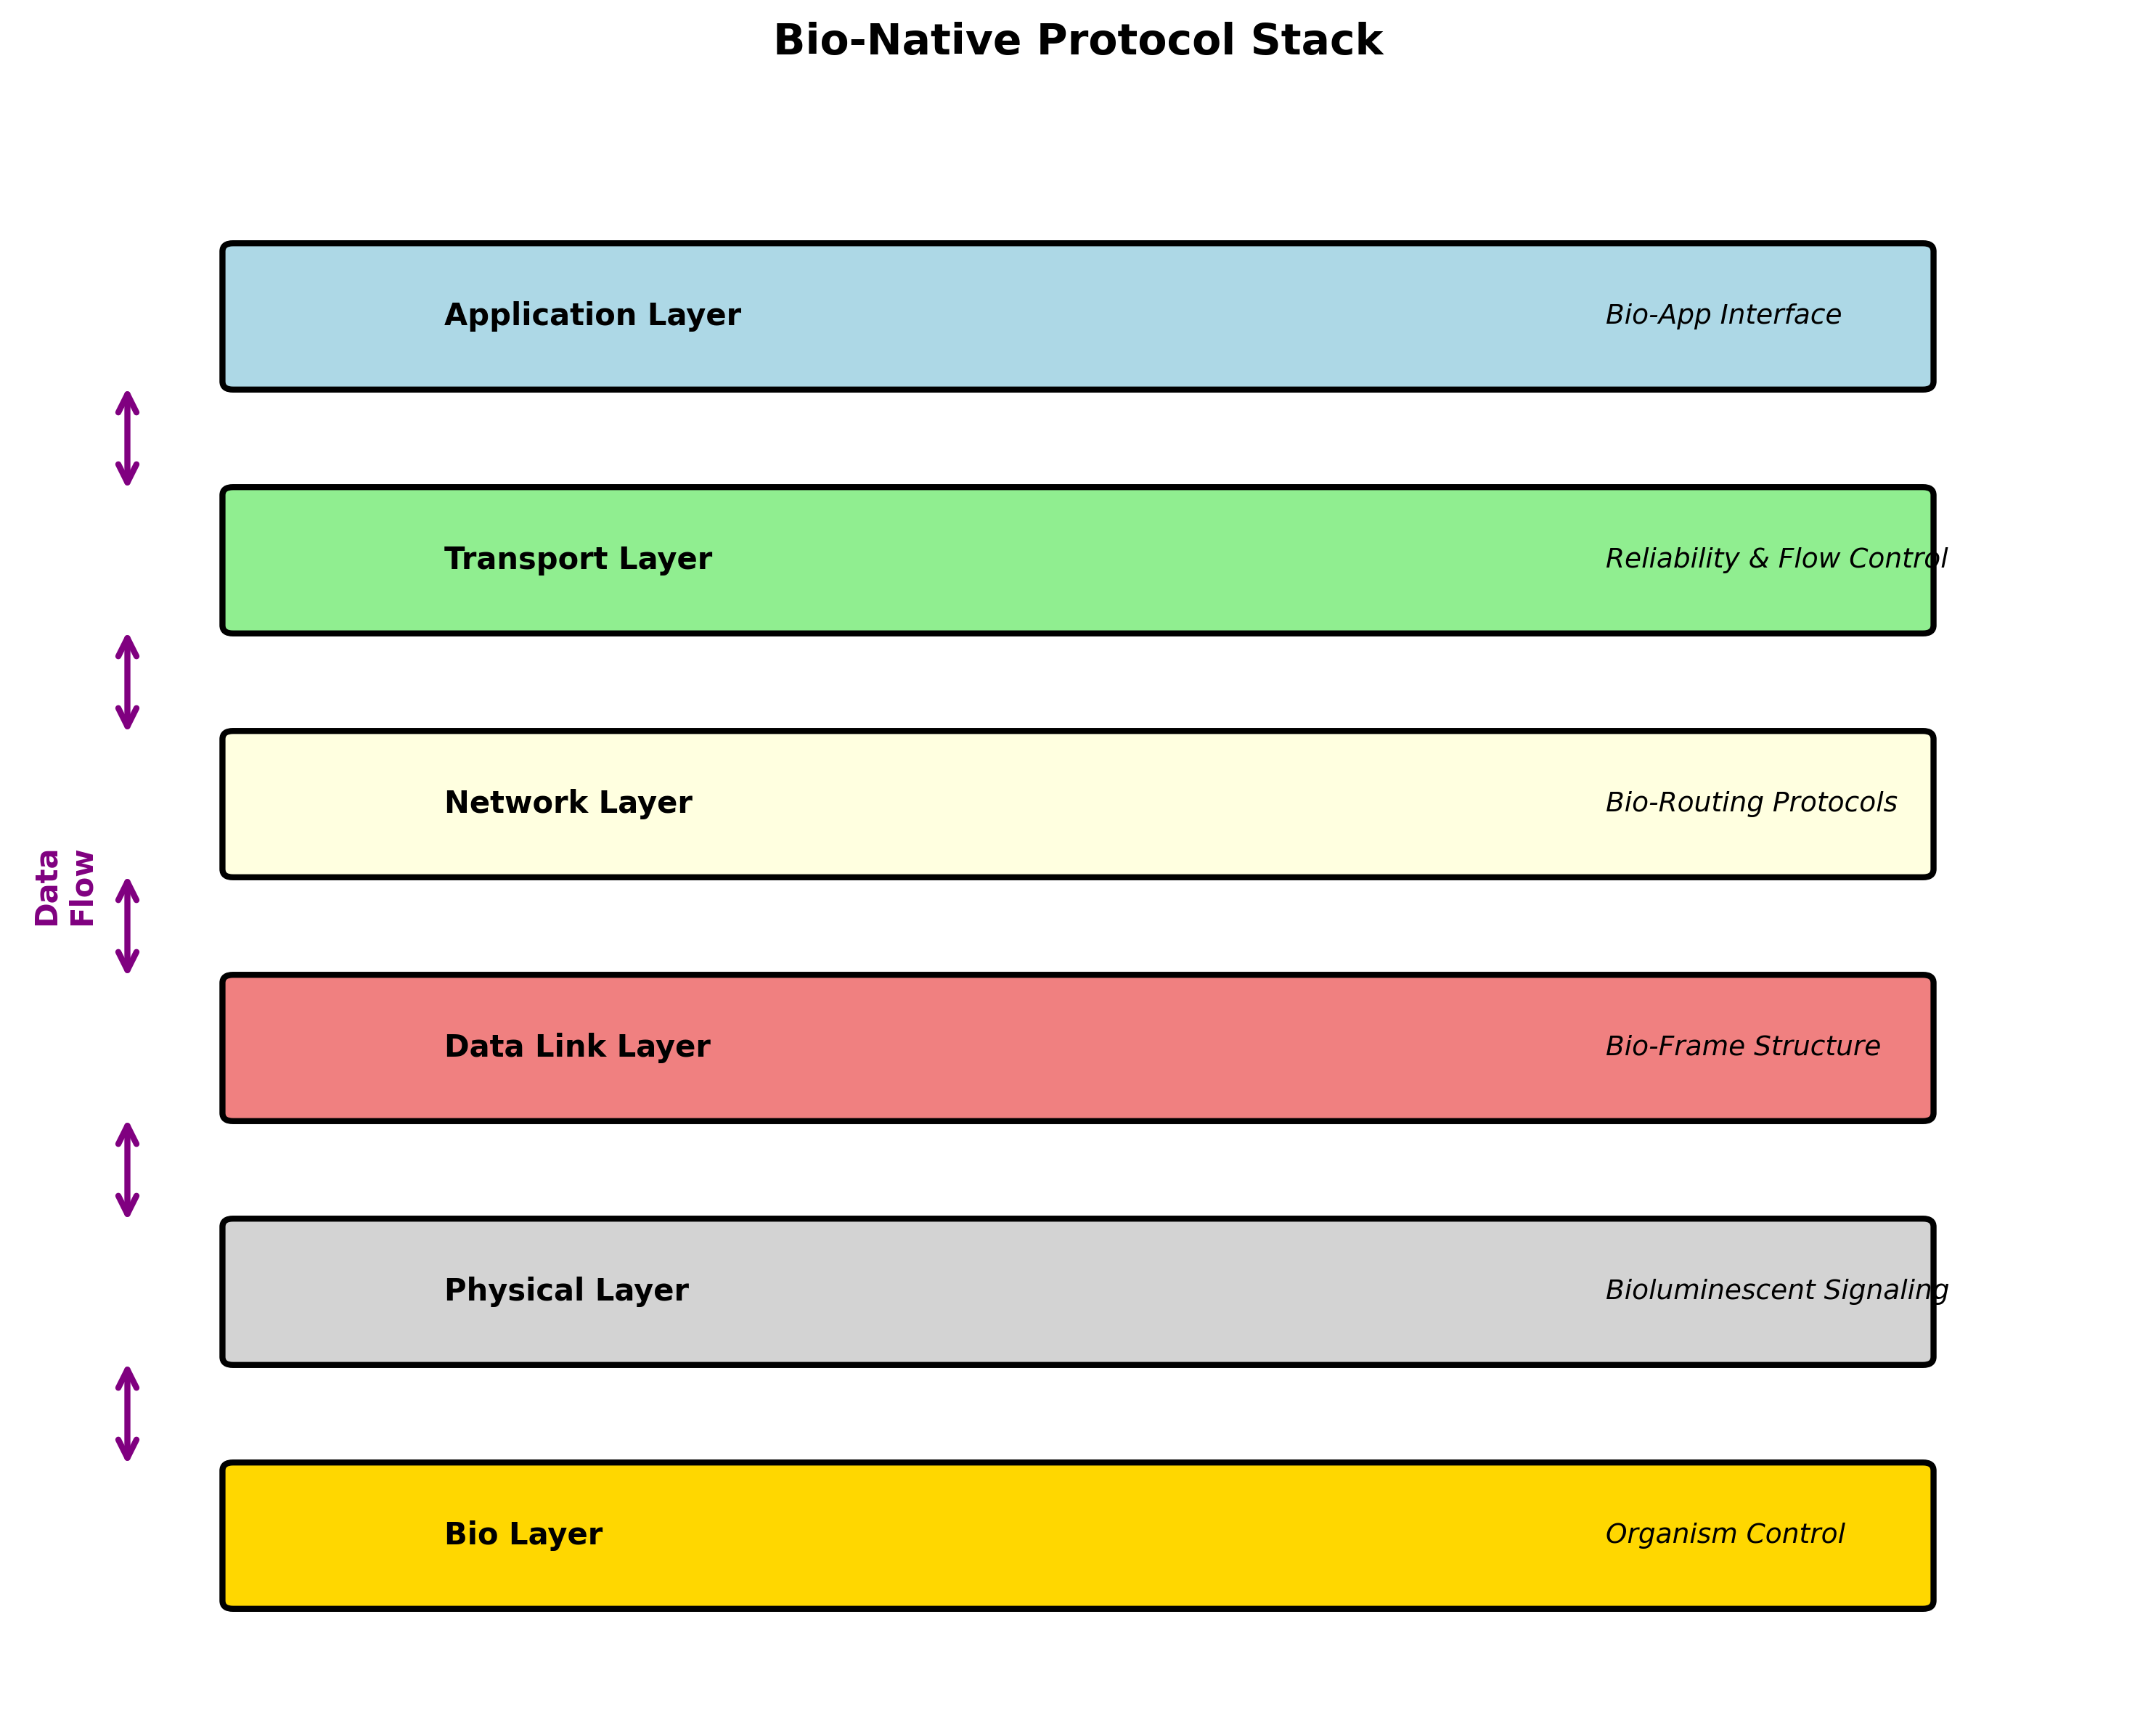 Bio-Native Protocol Stack
Application Layer
Bio-App Interface
Transport Layer
Reliability & Flow Control
Network Layer
Bio-Routing Protocols
Data
Flow
Data Link Layer
Bio-Frame Structure
Physical Layer
Bioluminescent Signaling
Bio Layer
Organism Control